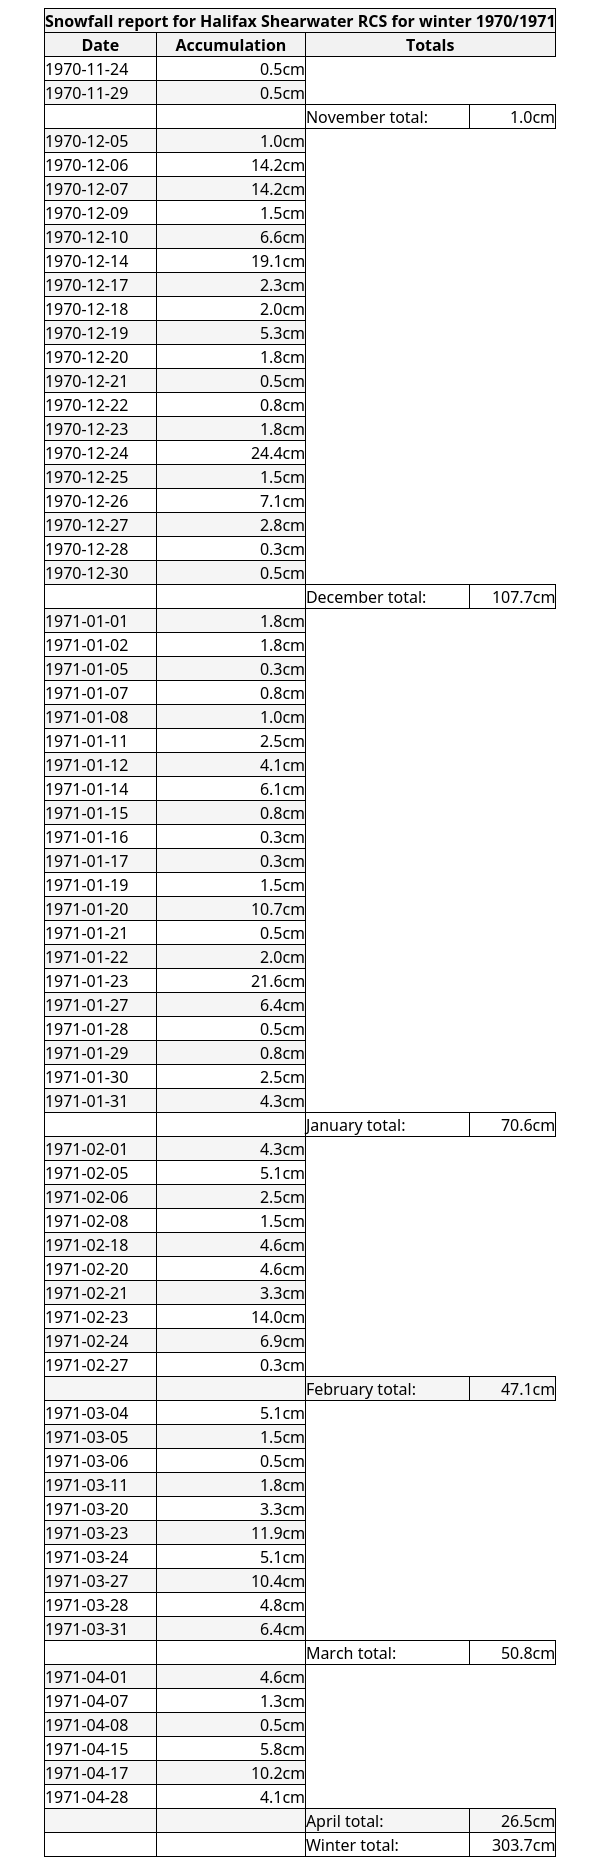 Snowfall report for Halifax Shearwater RCS for winter 1970/1971
Date Accumulation Totals
1970-11-24 0.5cm
1970-11-29 0.5cm
November total: 1.0cm
1970-12-05 1.0cm
1970-12-06 14.2cm
1970-12-07 14.2cm
1970-12-09 1.5cm
1970-12-10 6.6cm
1970-12-14 19.1cm
1970-12-17 2.3cm
1970-12-18 2.0cm
1970-12-19 5.3cm
1970-12-20 1.8cm
1970-12-21 0.5cm
1970-12-22 0.8cm
1970-12-23 1.8cm
1970-12-24 24.4cm
1970-12-25 1.5cm
1970-12-26 7.1cm
1970-12-27 2.8cm
1970-12-28 0.3cm
1970-12-30 0.5cm
December total: 107.7cm
1971-01-01 1.8cm
1971-01-02 1.8cm
1971-01-05 0.3cm
1971-01-07 0.8cm
1971-01-08 1.0cm
1971-01-11 2.5cm
1971-01-12 4.1cm
1971-01-14 6.1cm
1971-01-15 0.8cm
1971-01-16 0.3cm
1971-01-17 0.3cm
1971-01-19 1.5cm
1971-01-20 10.7cm
1971-01-21 0.5cm
1971-01-22 2.0cm
1971-01-23 21.6cm
1971-01-27 6.4cm
1971-01-28 0.5cm
1971-01-29 0.8cm
1971-01-30 2.5cm
1971-01-31 4.3cm
January total: 70.6cm
1971-02-01 4.3cm
1971-02-05 5.1cm
1971-02-06 2.5cm
1971-02-08 1.5cm
1971-02-18 4.6cm
1971-02-20 4.6cm
1971-02-21 3.3cm
1971-02-23 14.0cm
1971-02-24 6.9cm
1971-02-27 0.3cm
February total: 47.1cm
1971-03-04 5.1cm
1971-03-05 1.5cm
1971-03-06 0.5cm
1971-03-11 1.8cm
1971-03-20 3.3cm
1971-03-23 11.9cm
1971-03-24 5.1cm
1971-03-27 10.4cm
1971-03-28 4.8cm
1971-03-31 6.4cm
March total: 50.8cm
1971-04-01 4.6cm
1971-04-07 1.3cm
1971-04-08 0.5cm
1971-04-15 5.8cm
1971-04-17 10.2cm
1971-04-28 4.1cm
April total: 26.5cm
Winter total: 303.7cm